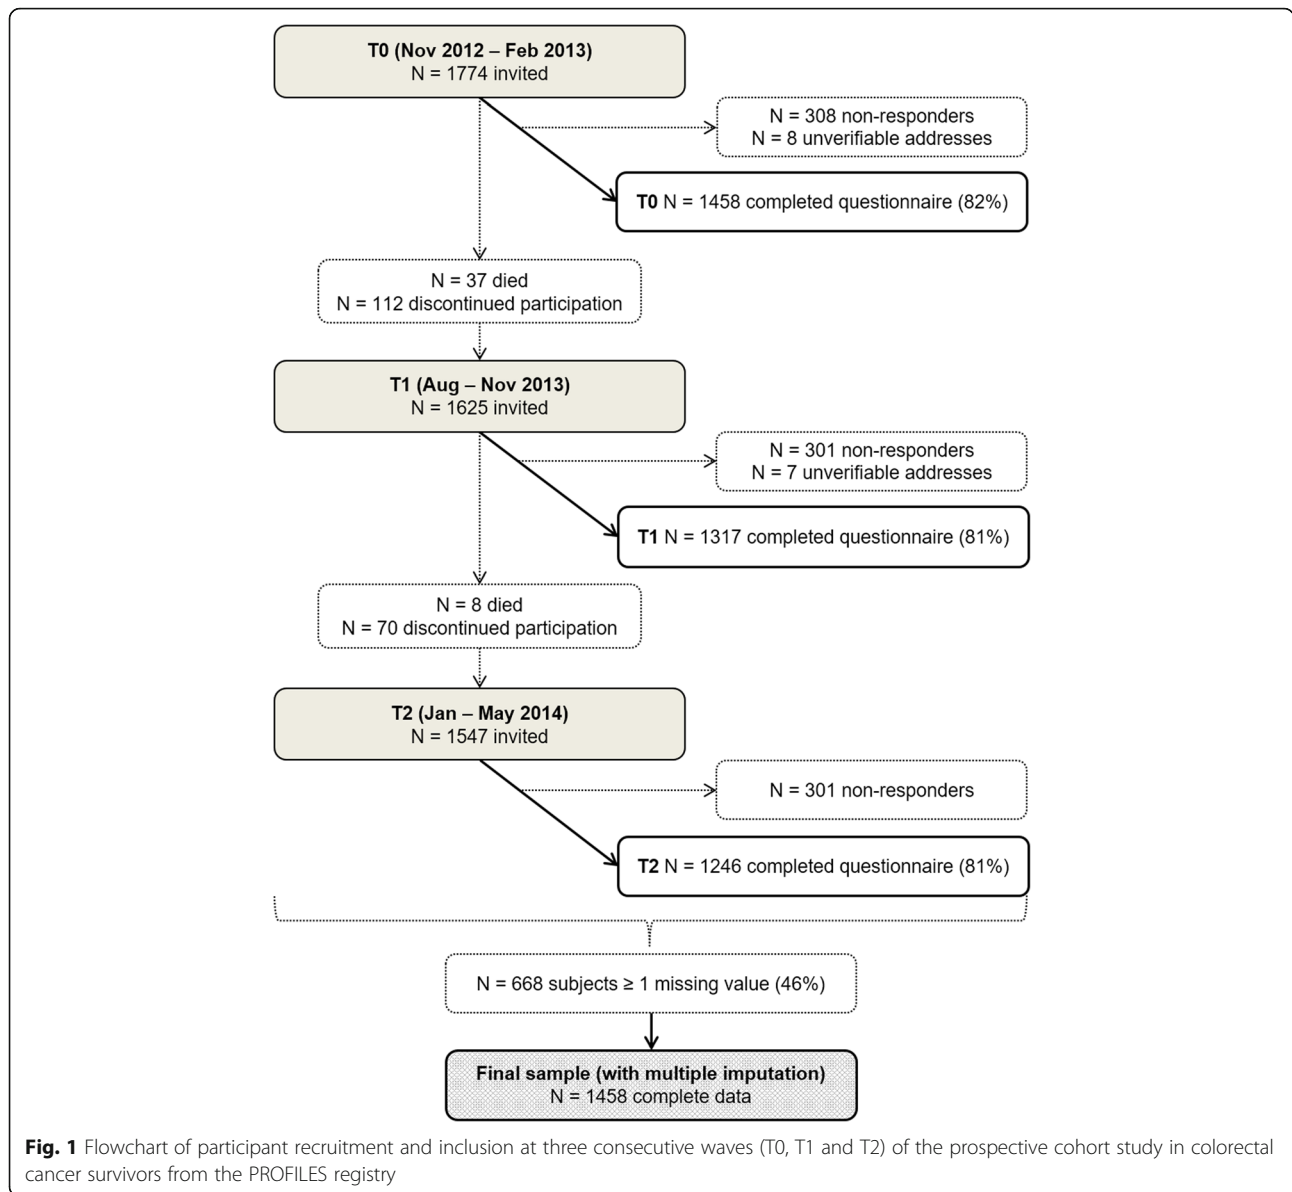 T0 (Nov 2012 – Feb 2013)
N = 1774 invited
N = 308 non-responders
N = 8 unverifiable addresses
T0 N = 1458 completed questionnaire (82%)
N = 37 died
N = 112 discontinued participation
T1 (Aug – Nov 2013)
N = 1625 invited
N = 301 non-responders
N = 7 unverifiable addresses
T1 N = 1317 completed questionnaire (81%)
N = 8 died
N = 70 discontinued participation
T2 (Jan – May 2014)
N = 1547 invited
N = 301 non-responders
T2 N = 1246 completed questionnaire (81%)
N = 668 subjects ≥ 1 missing value (46%)
Final sample (with multiple imputation)
N = 1458 complete data
Fig. 1 Flowchart of participant recruitment and inclusion at three consecutive waves (T0, T1 and T2) of the prospective cohort study in colorectal
cancer survivors from the PROFILES registry